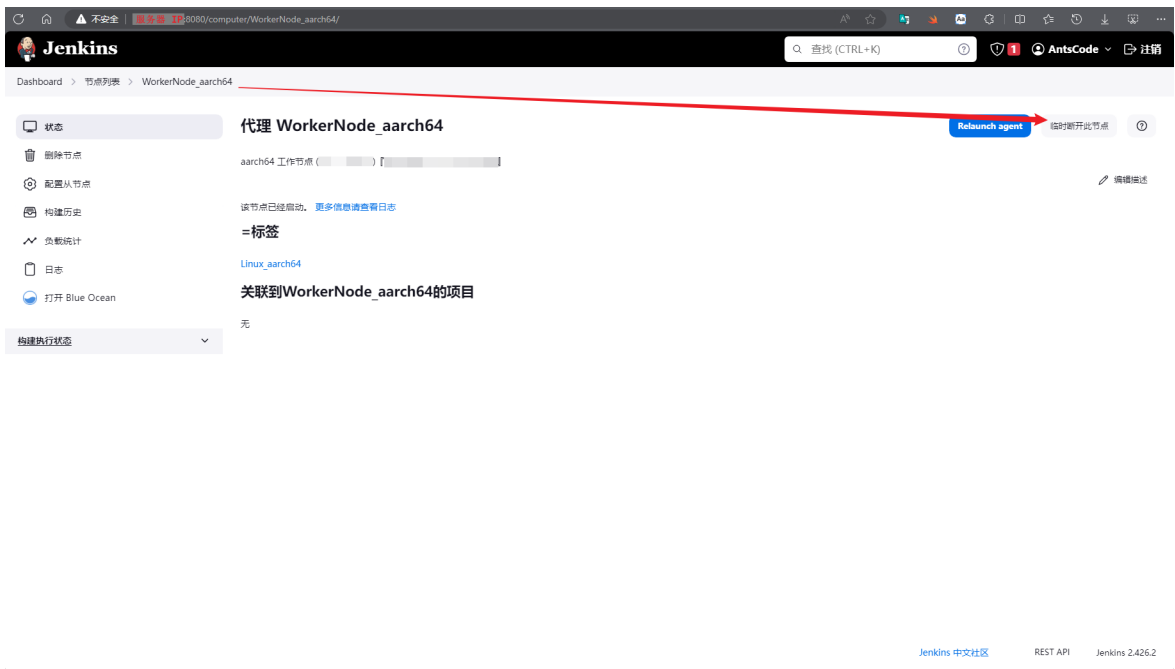 不安全 服务器 IP:8080/computer/WorkerNode_aarch64/
Jenkins 查找 (CTRL+K) 1 AntsCode 注销
Dashboard > 节点列表 > WorkerNode_aarch64
状态
删除节点
配置从节点
构建历史
负载统计
日志
打开 Blue Ocean
构建执行状态
代理 WorkerNode_aarch64
Relaunch agent 临时断开此节点
aarch64 工作节点 ( ) [ ]
编辑描述
该节点已经启动。 更多信息请查看日志
=标签
Linux_aarch64
关联到WorkerNode_aarch64的项目
无
Jenkins 中文社区 REST API Jenkins 2.426.2